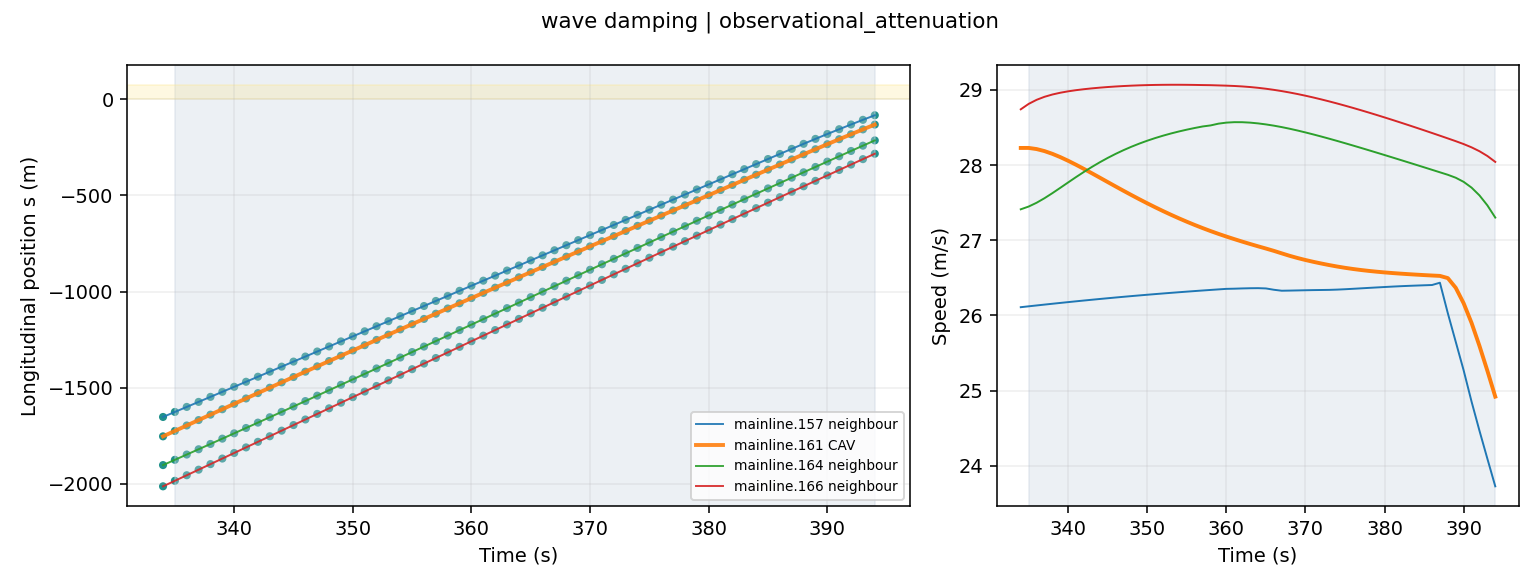 wave damping | observational_attenuation
Longitudinal position s (m)
0
−500
−1000
−1500
−2000
340
350
360
370
380
390
Time (s)
mainline.157 neighbour
mainline.161 CAV
mainline.164 neighbour
mainline.166 neighbour
Speed (m/s)
29
28
27
26
25
24
340
350
360
370
380
390
Time (s)